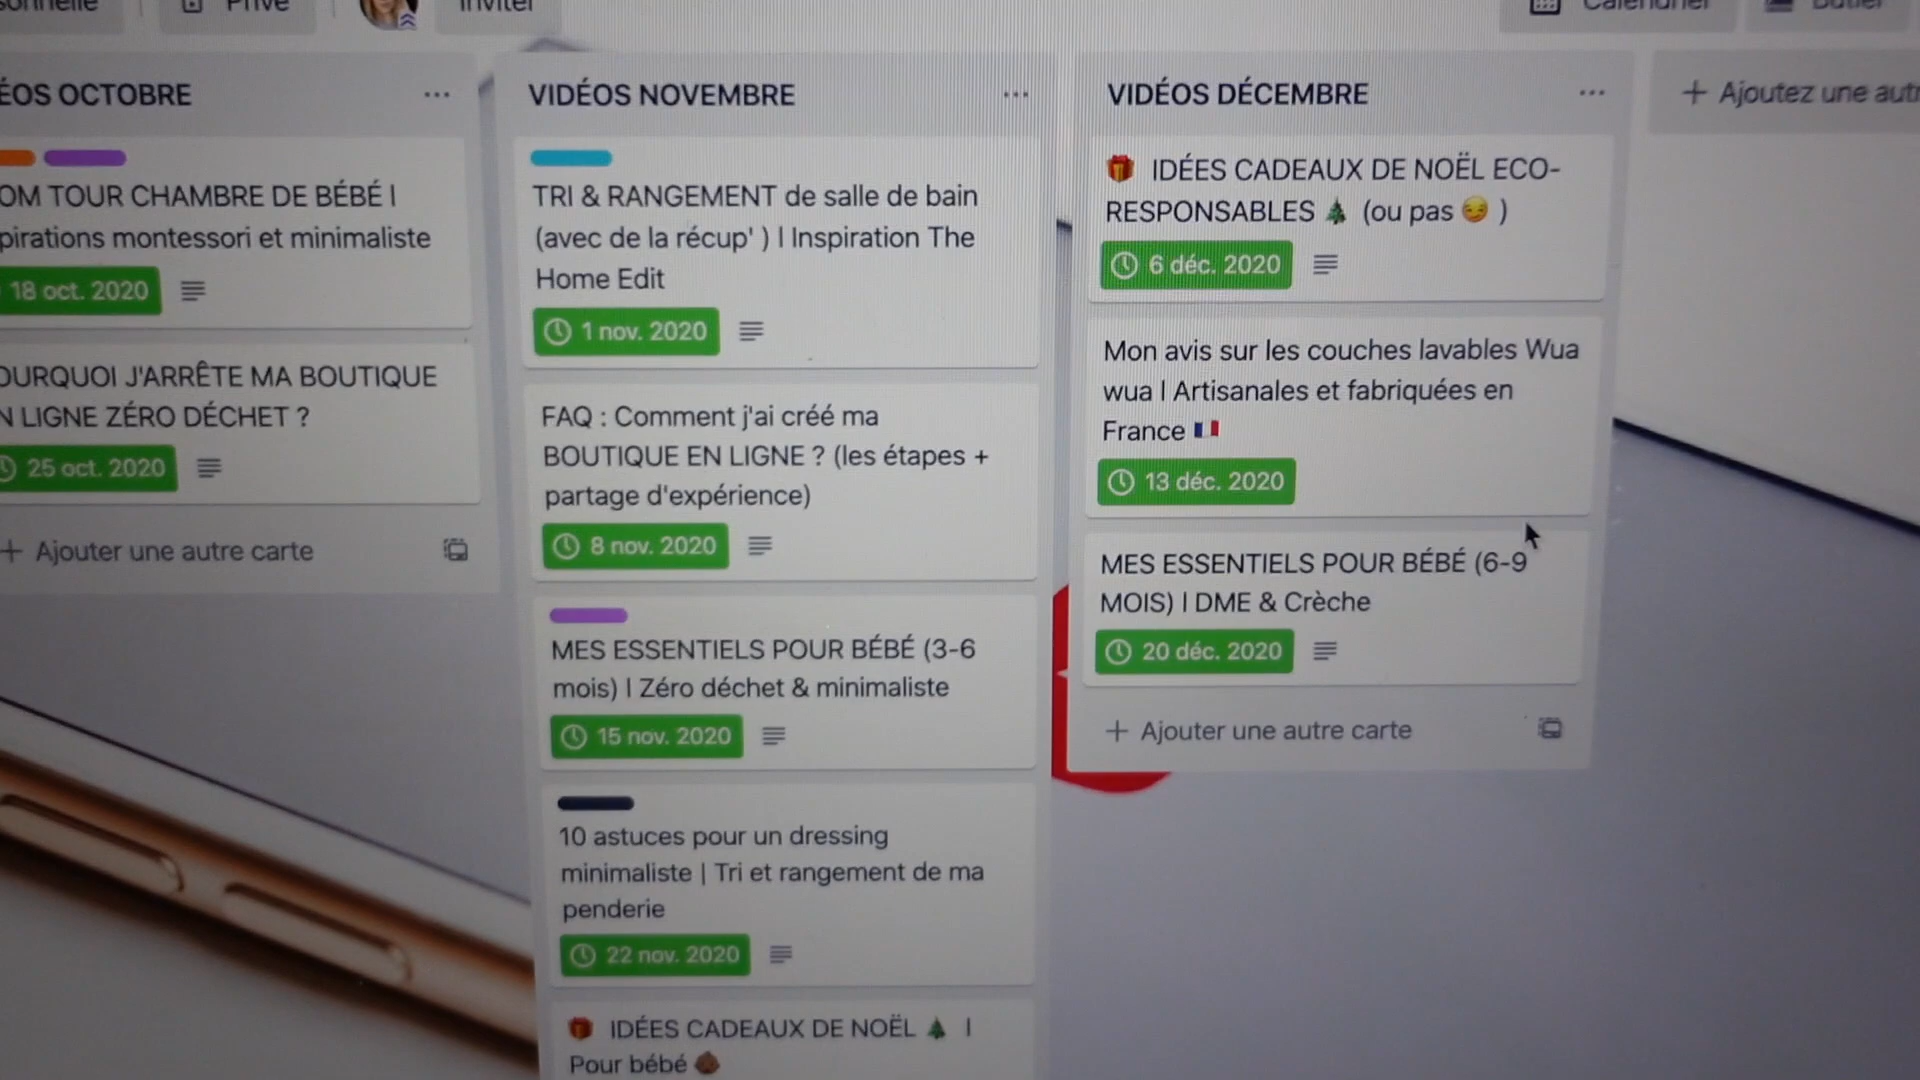 Privé
Inviter
Calendrier
Butler
ÉOS OCTOBRE
OM TOUR CHAMBRE DE BÉBÉ I
pirations montessori et minimaliste
18 oct. 2020
OURQUOI J'ARRÊTE MA BOUTIQUE
N LIGNE ZÉRO DÉCHET ?
25 oct. 2020
+ Ajouter une autre carte
VIDÉOS NOVEMBRE
TRI & RANGEMENT de salle de bain
(avec de la récup' ) I Inspiration The
Home Edit
1 nov. 2020
FAQ : Comment j'ai créé ma
BOUTIQUE EN LIGNE ? (les étapes +
partage d'expérience)
8 nov. 2020
MES ESSENTIELS POUR BÉBÉ (3-6
mois) I Zéro déchet & minimaliste
15 nov. 2020
10 astuces pour un dressing
minimaliste | Tri et rangement de ma
penderie
22 nov. 2020
🎁 IDÉES CADEAUX DE NOËL 🎄 I
Pour bébé 👶🏾
VIDÉOS DÉCEMBRE
🎁 IDÉES CADEAUX DE NOËL ECO-
RESPONSABLES 🎄 (ou pas 😏 )
6 déc. 2020
Mon avis sur les couches lavables Wua
wua I Artisanales et fabriquées en
France 🇫🇷
13 déc. 2020
MES ESSENTIELS POUR BÉBÉ (6-9
MOIS) I DME & Crèche
20 déc. 2020
+ Ajouter une autre carte
+ Ajoutez une autr